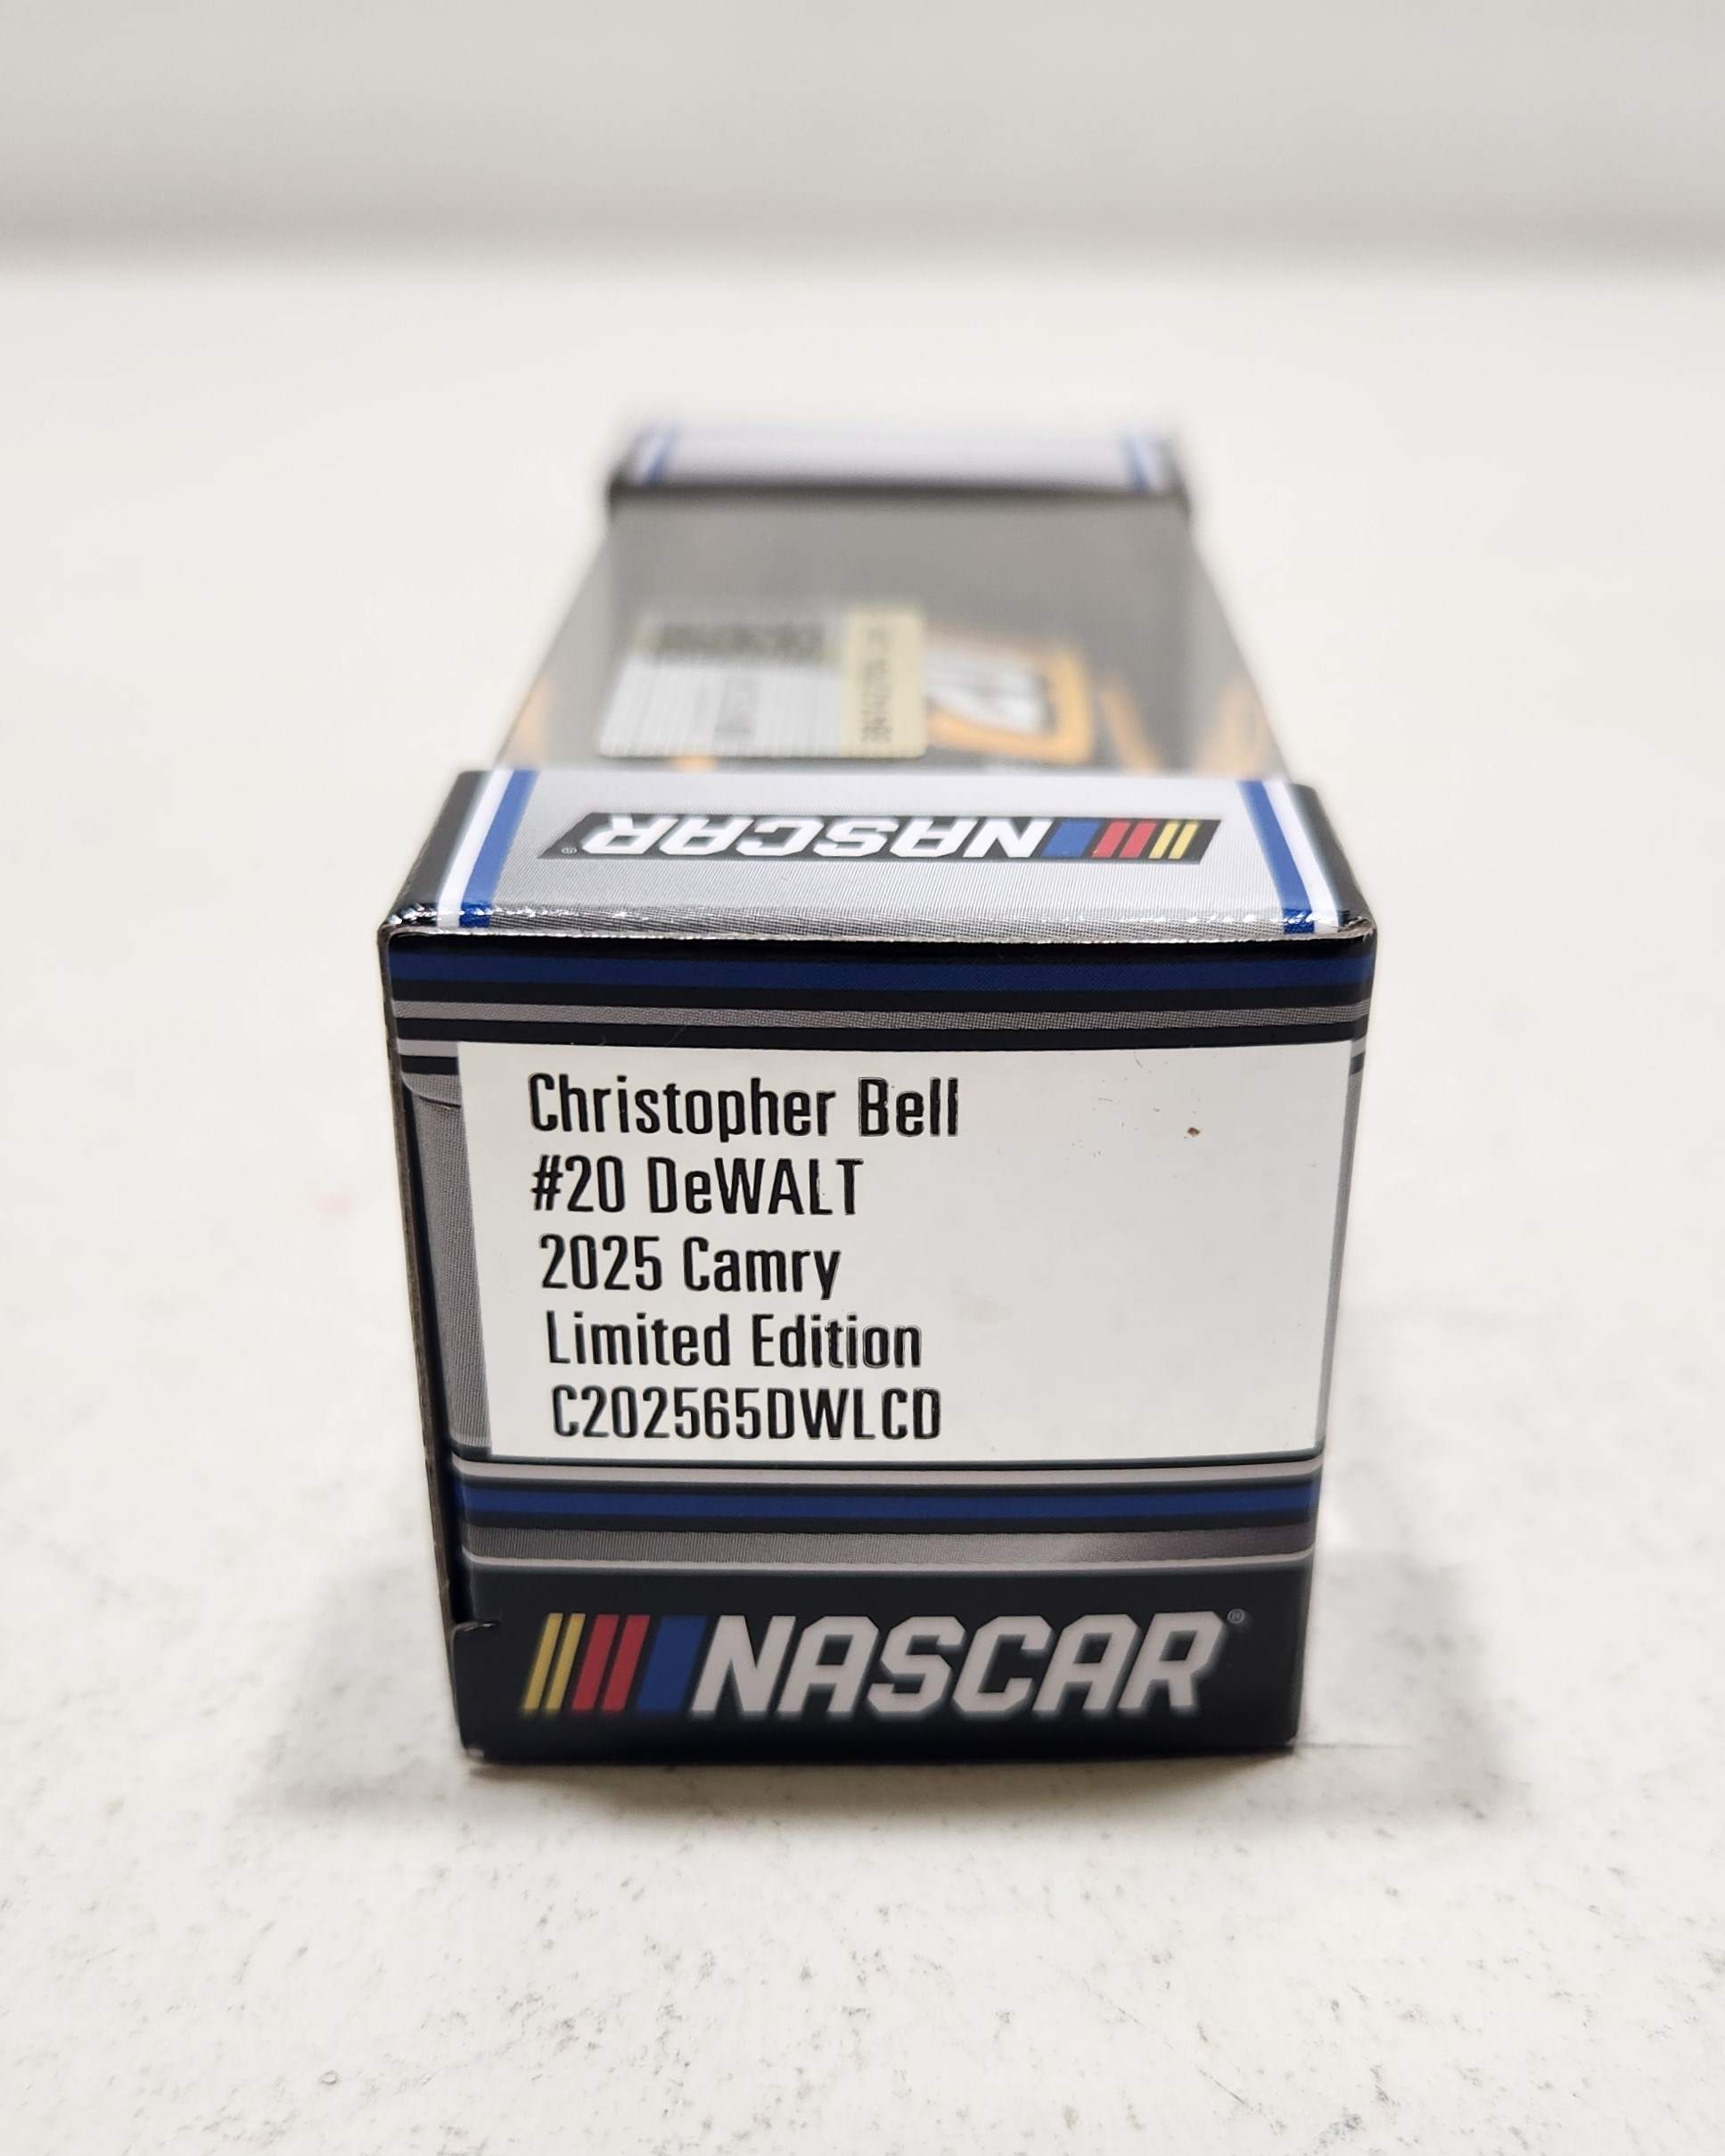 NASCAR®
Christopher Bell
#20 DeWALT
2025 Camry
Limited Edition
C202565DWLCD
NASCAR®